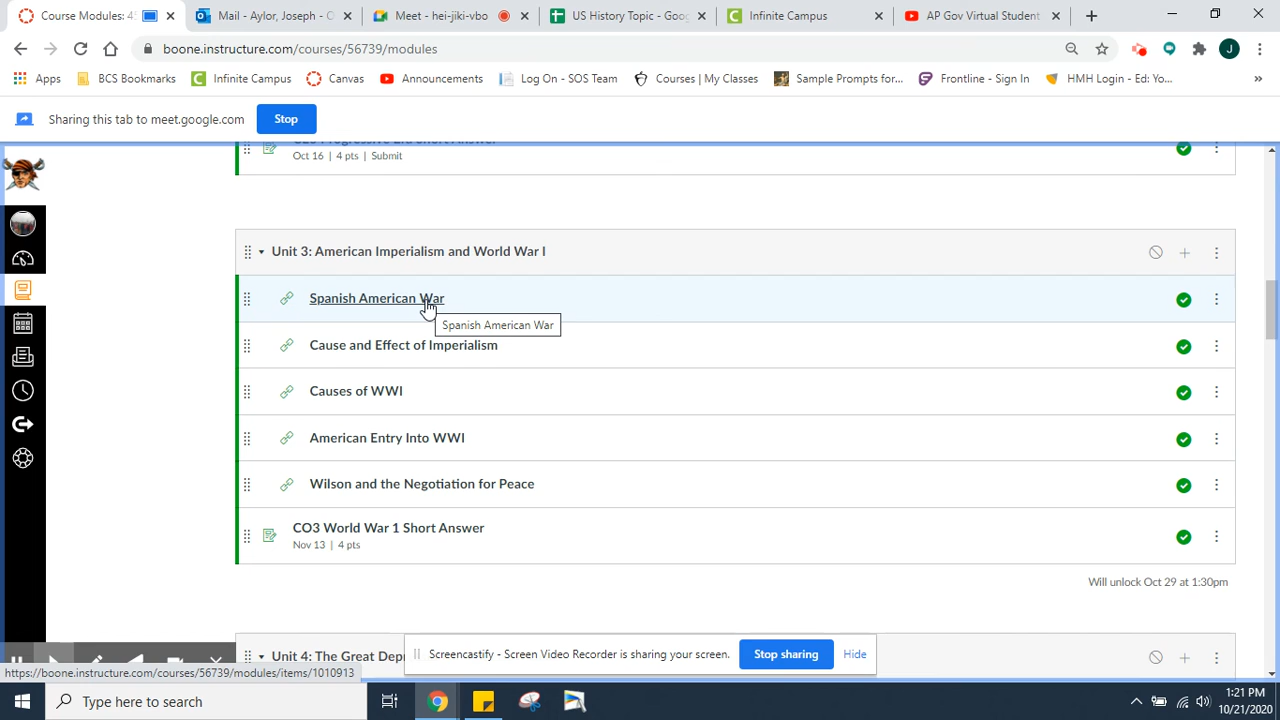 Course Modules: 4
Mail - Aylor, Joseph - O
Meet - hei-jiki-vbo
US History Topic - Goo
Infinite Campus
AP Gov Virtual Student
boone.instructure.com/courses/56739/modules
J
Apps
BCS Bookmarks
Infinite Campus
Canvas
Announcements
Log On - SOS Team
Courses | My Classes
Sample Prompts for...
Frontline - Sign In
HMH Login - Ed: Yo...
»
Sharing this tab to meet.google.com
Stop
CO3 Progressive Era Short Answer
Oct 16 | 4 pts | Submit
Unit 3: American Imperialism and World War I
Spanish American War
Spanish American War
Cause and Effect of Imperialism
Causes of WWI
American Entry Into WWI
Wilson and the Negotiation for Peace
CO3 World War 1 Short Answer
Nov 13 | 4 pts
Will unlock Oct 29 at 1:30pm
Unit 4: The Great Dep
Screencastify - Screen Video Recorder is sharing your screen.
Stop sharing
Hide
https://boone.instructure.com/courses/56739/modules/items/1010913
Type here to search
1:21 PM
10/21/2020